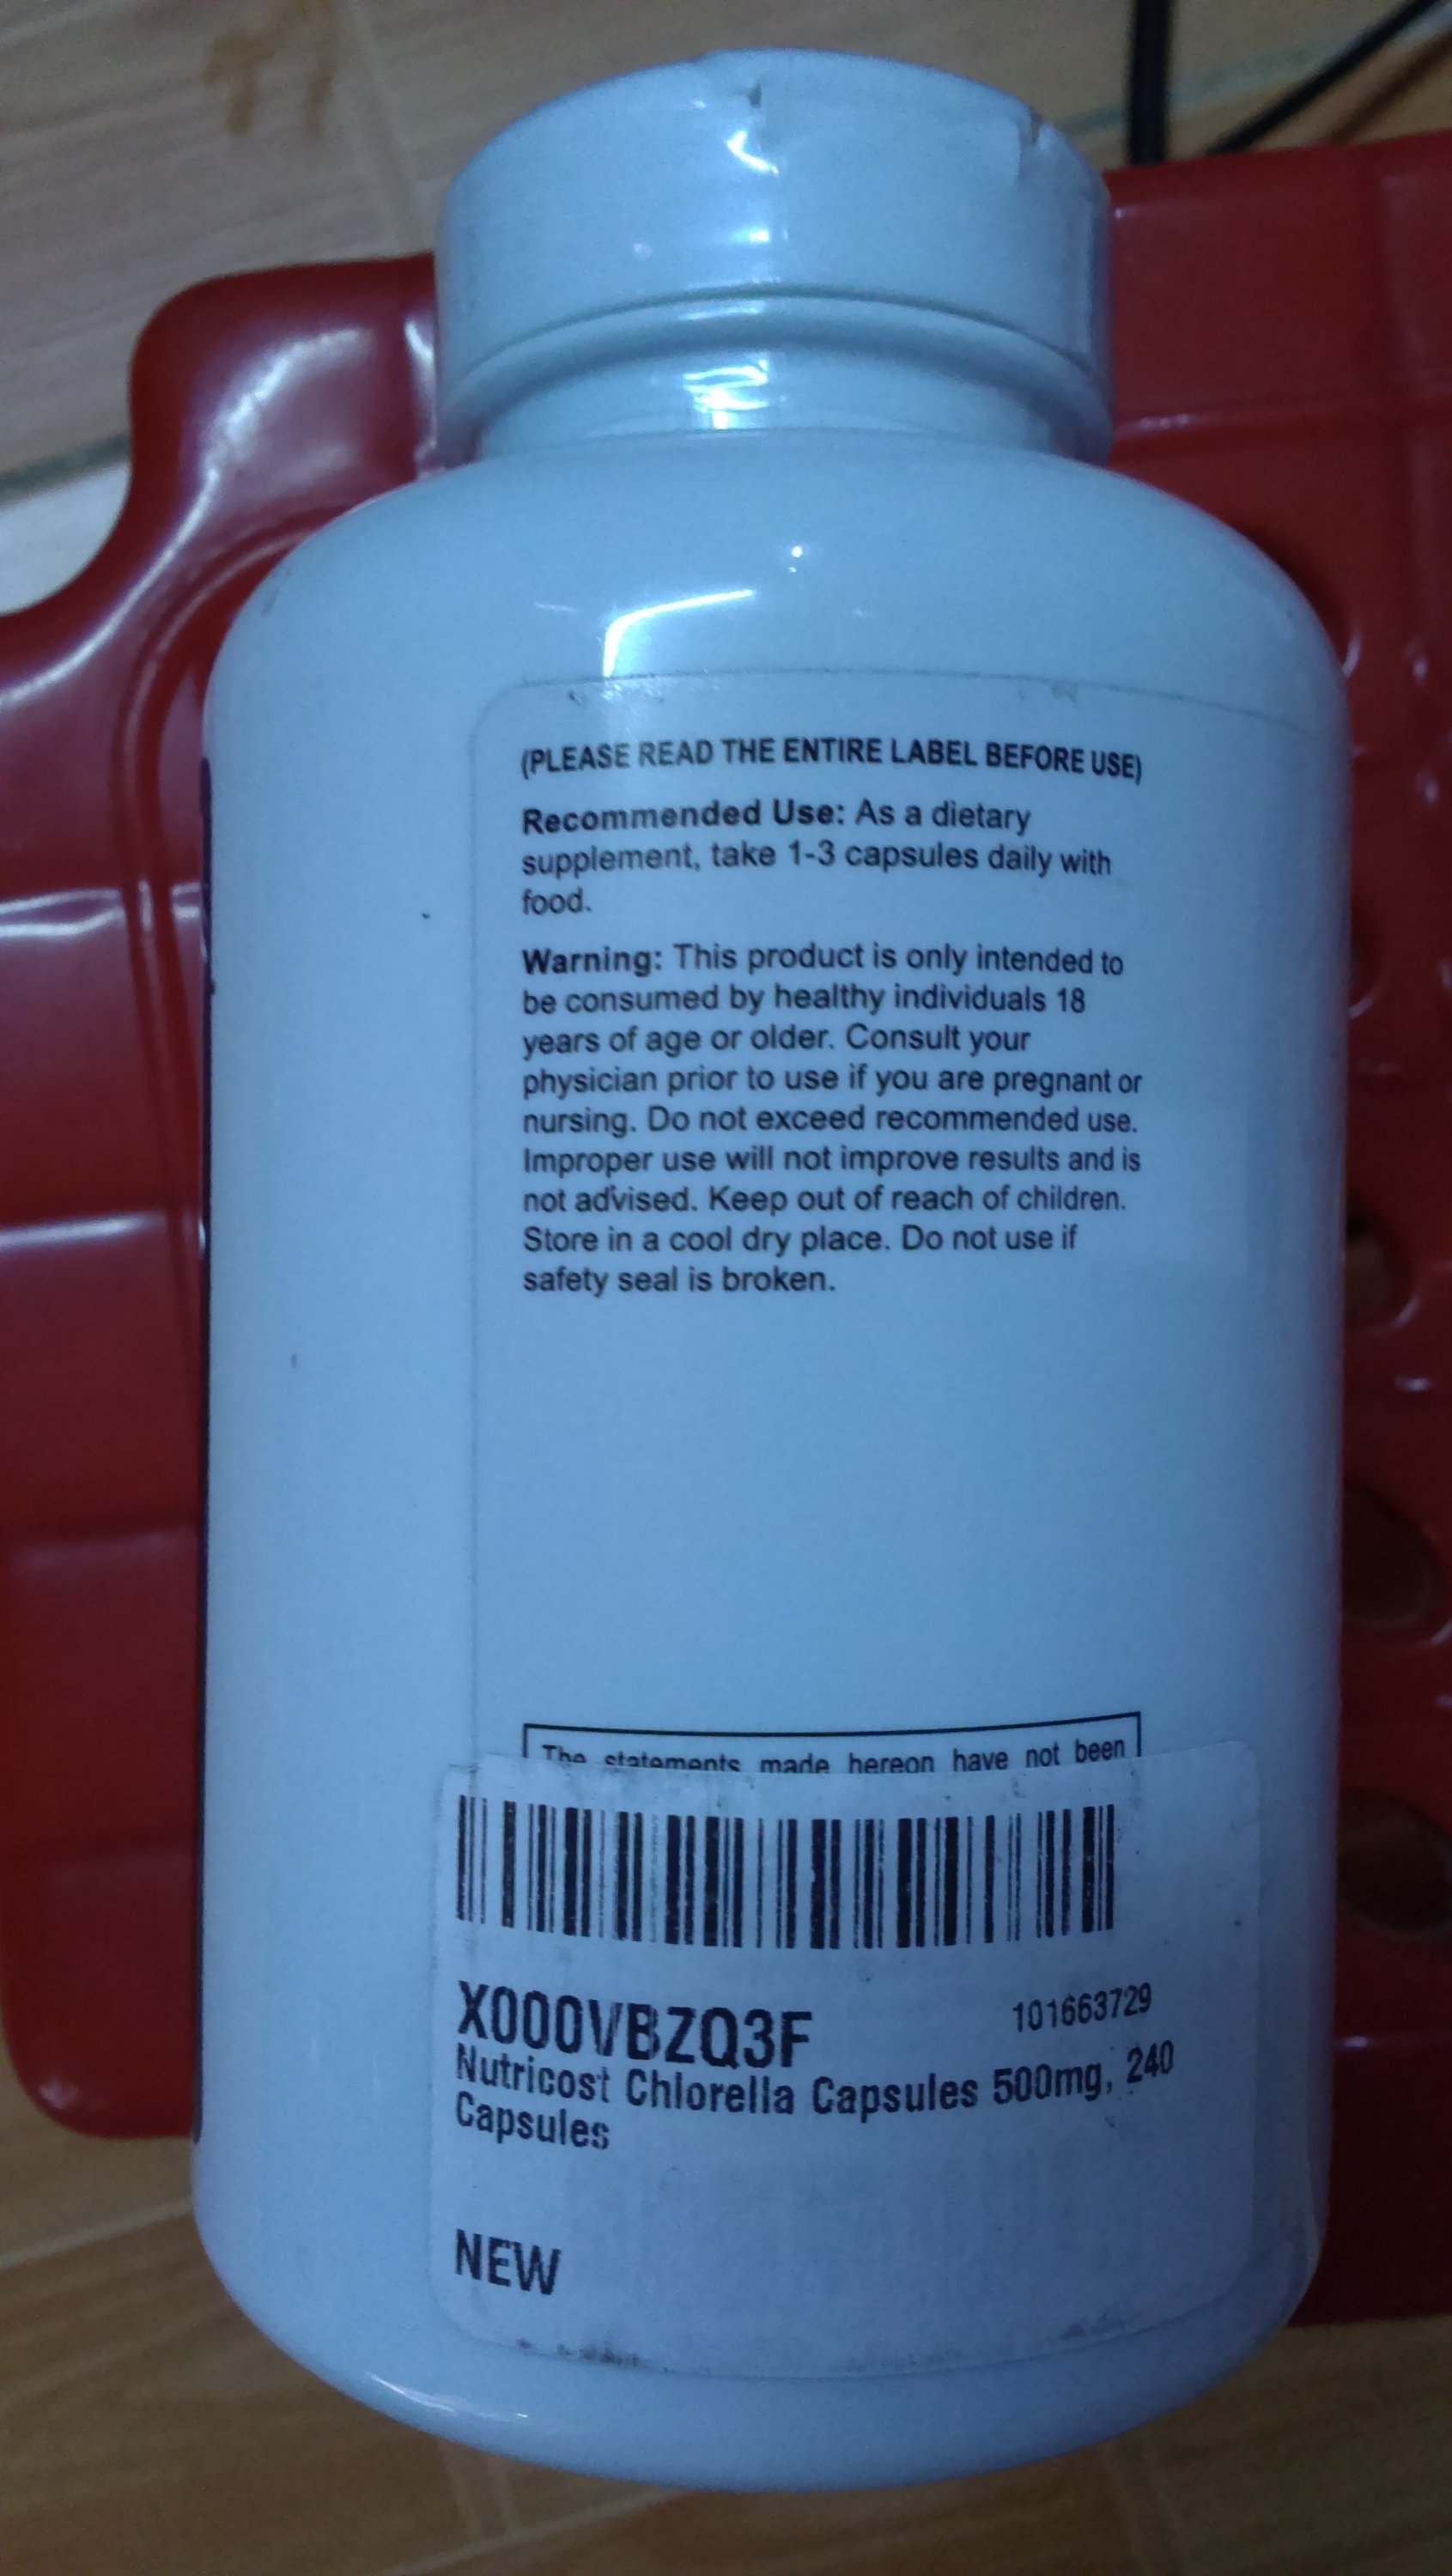 (PLEASE READ THE ENTIRE LABEL BEFORE USE)
Recommended Use: As a dietary
supplement, take 1-3 capsules daily with
food.
Warning: This product is only intended to
be consumed by healthy individuals 18
years of age or older. Consult your
physician prior to use if you are pregnant or
nursing. Do not exceed recommended use.
Improper use will not improve results and is
not advised. Keep out of reach of children.
Store in a cool dry place. Do not use if
safety seal is broken.
The statements made hereon have not been
X000VBZQ3F 101663729
Nutricost Chlorella Capsules 500mg, 240
Capsules
NEW